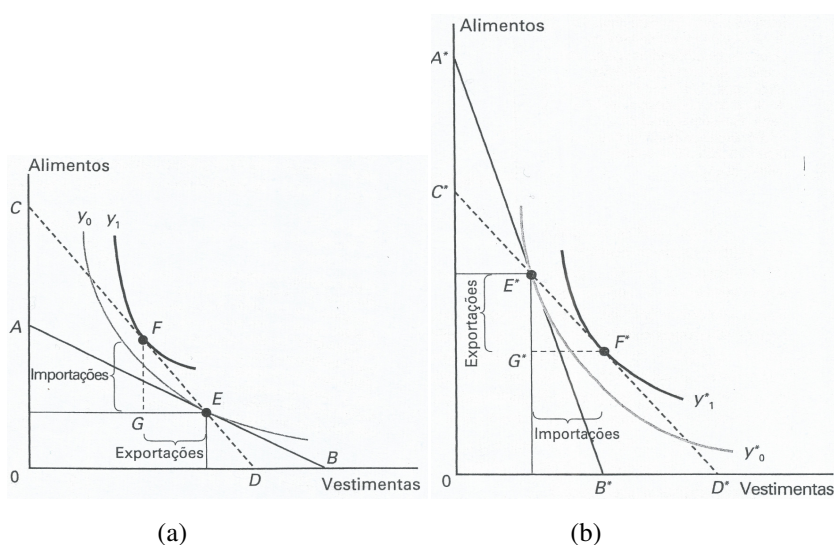 Alimentos
C
y₀
y₁
F
A
Importações
E
G
Exportações
0
D
B
Vestimentas
(a)
Alimentos
A*
C*
E*
Exportações
F*
G*
Importações
y*₁
y*₀
0
B*
D*
Vestimentas
(b)